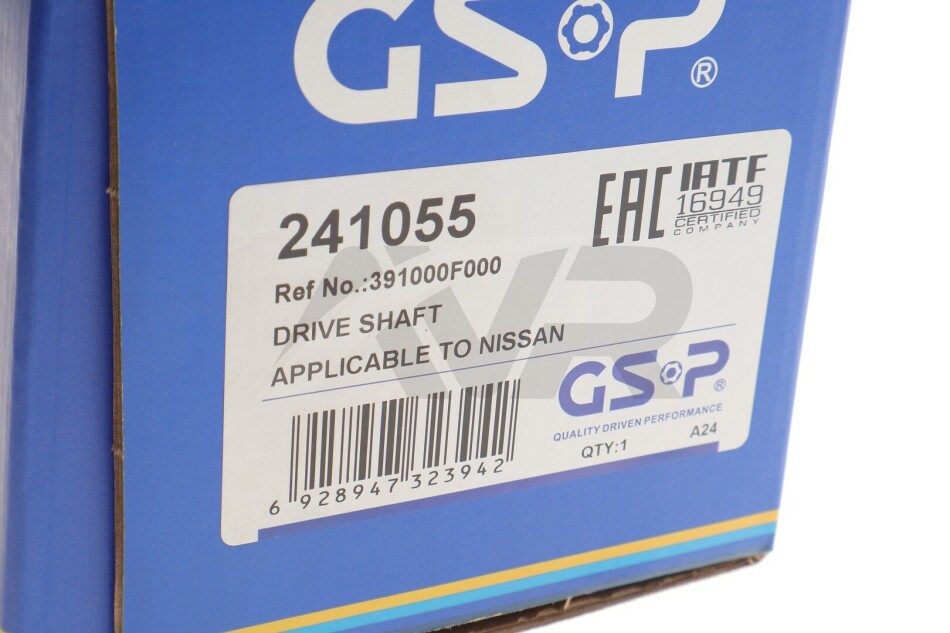 GSP®
241055
EAC
IATF
16949
CERTIFIED
COMPANY
Ref No.:391000F000
DRIVE SHAFT
APPLICABLE TO NISSAN
GSP®
QUALITY DRIVEN PERFORMANCE
QTY:1 A24
6 928947 323942